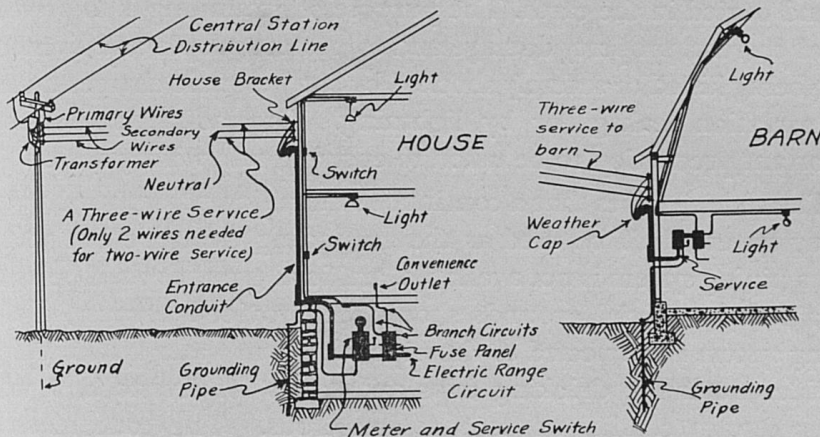 Central Station
Distribution Line
House Bracket
Light
Primary Wires
Secondary
Wires
Transformer
HOUSE
Neutral
Switch
A Three-wire Service
(Only 2 wires needed
for two-wire service)
Light
Switch
Convenience
Outlet
Entrance
Conduit
Branch Circuits
Fuse Panel
Electric Range
Circuit
Ground
Grounding
Pipe
Meter and Service Switch
Light
Three-wire
service to
barn
BARN
Weather
Cap
Light
Service
Grounding
Pipe